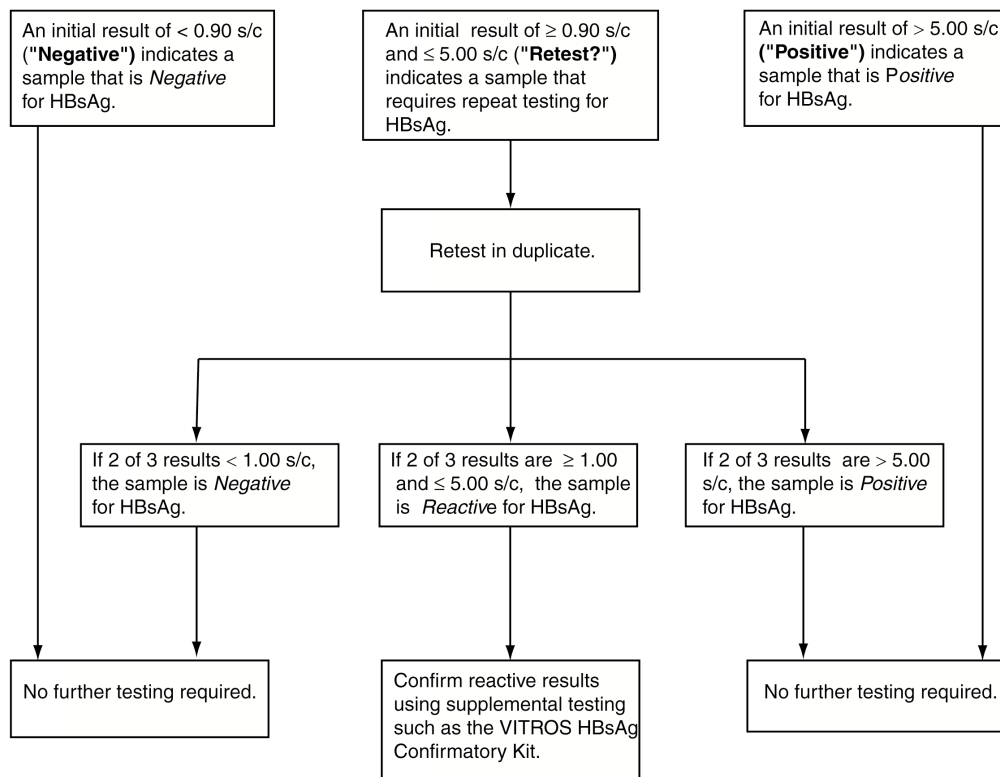 An initial result of < 0.90 s/c
("Negative") indicates a
sample that is Negative
for HBsAg.
An initial result of ≥ 0.90 s/c
and ≤ 5.00 s/c ("Retest?")
indicates a sample that
requires repeat testing for
HBsAg.
An initial result of > 5.00 s/c
("Positive") indicates a
sample that is Positive
for HBsAg.
Retest in duplicate.
If 2 of 3 results < 1.00 s/c,
the sample is Negative
for HBsAg.
If 2 of 3 results are ≥ 1.00
and ≤ 5.00 s/c, the sample
is Reactive for HBsAg.
If 2 of 3 results are > 5.00
s/c, the sample is Positive
for HBsAg.
No further testing required.
Confirm reactive results
using supplemental testing
such as the VITROS HBsAg
Confirmatory Kit.
No further testing required.